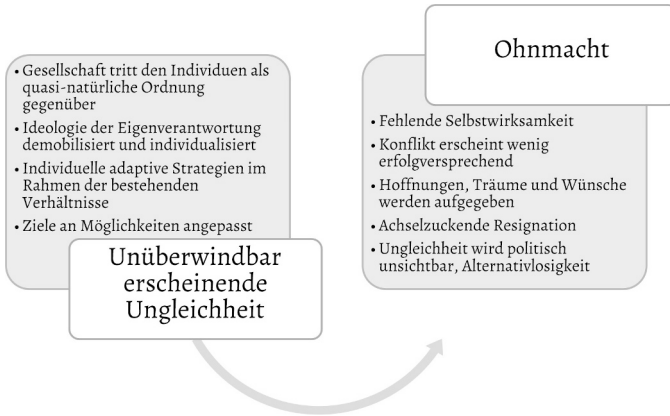 • Gesellschaft tritt den Individuen als
quasi-natürliche Ordnung
gegenüber
• Ideologie der Eigenverantwortung
demobilisiert und individualisiert
• Individuelle adaptive Strategien im
Rahmen der bestehenden
Verhältnisse
• Ziele an Möglichkeiten angepasst
Unüberwindbar
erscheinende
Ungleichheit
Ohnmacht
• Fehlende Selbstwirksamkeit
• Konflikt erscheint wenig
erfolgversprechend
• Hoffnungen, Träume und Wünsche
werden aufgegeben
• Achselzuckende Resignation
• Ungleichheit wird politisch
unsichtbar, Alternativlosigkeit